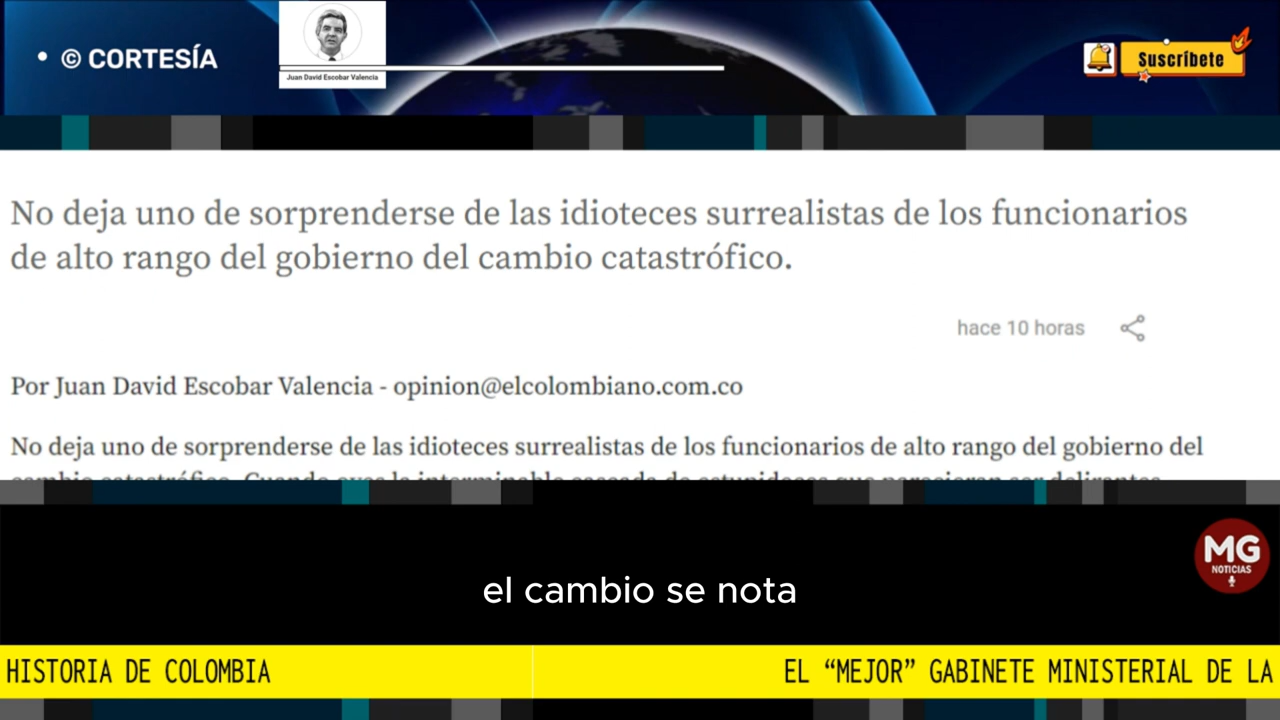 • © CORTESÍA
Juan David Escobar Valencia
Suscríbete
No deja uno de sorprenderse de las idioteces surrealistas de los funcionarios
de alto rango del gobierno del cambio catastrófico.
hace 10 horas
Por Juan David Escobar Valencia - opinion@elcolombiano.com.co
No deja uno de sorprenderse de las idioteces surrealistas de los funcionarios de alto rango del gobierno del
MG
NOTICIAS
el cambio se nota
HISTORIA DE COLOMBIA
EL “MEJOR” GABINETE MINISTERIAL DE LA